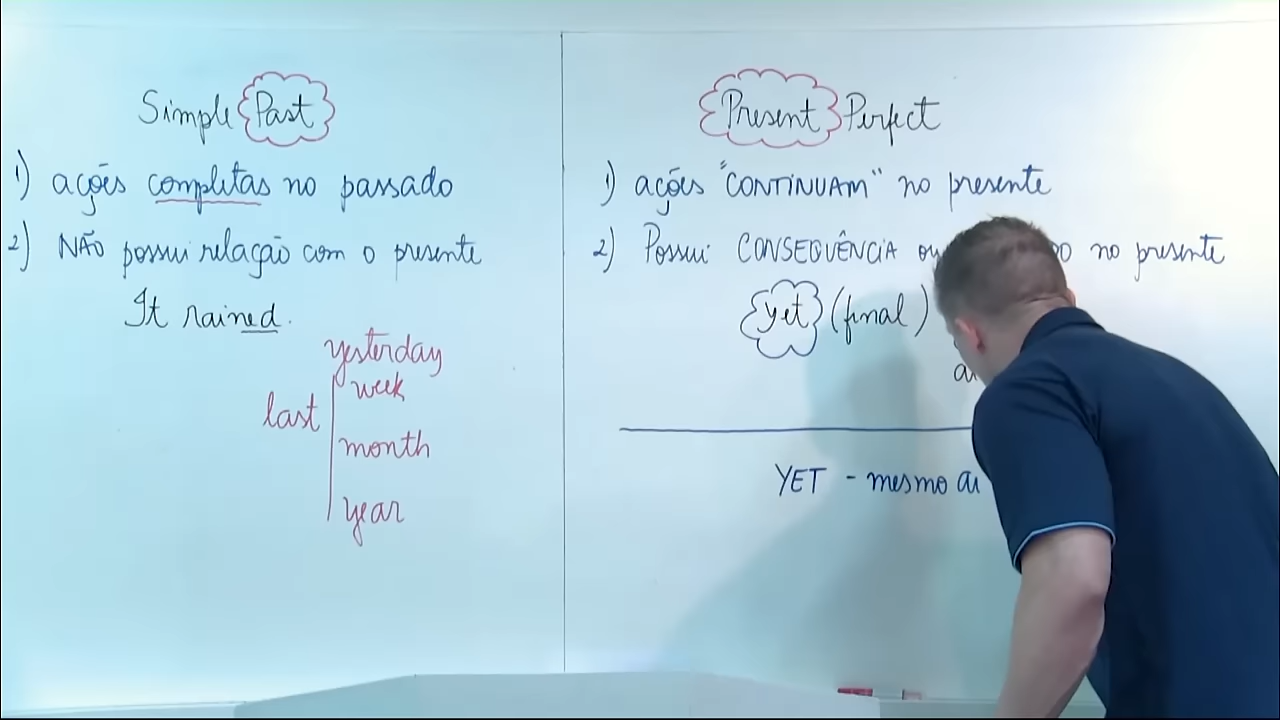 Simple Past
1) ações completas no passado
2) NÃO possui relação com o presente
It rained.
yesterday
last
week
month
year
Present Perfect
1) ações "CONTINUAM" no presente
2) Possui CONSEQUÊNCIA no presente
yet (final)
YET - mesmo